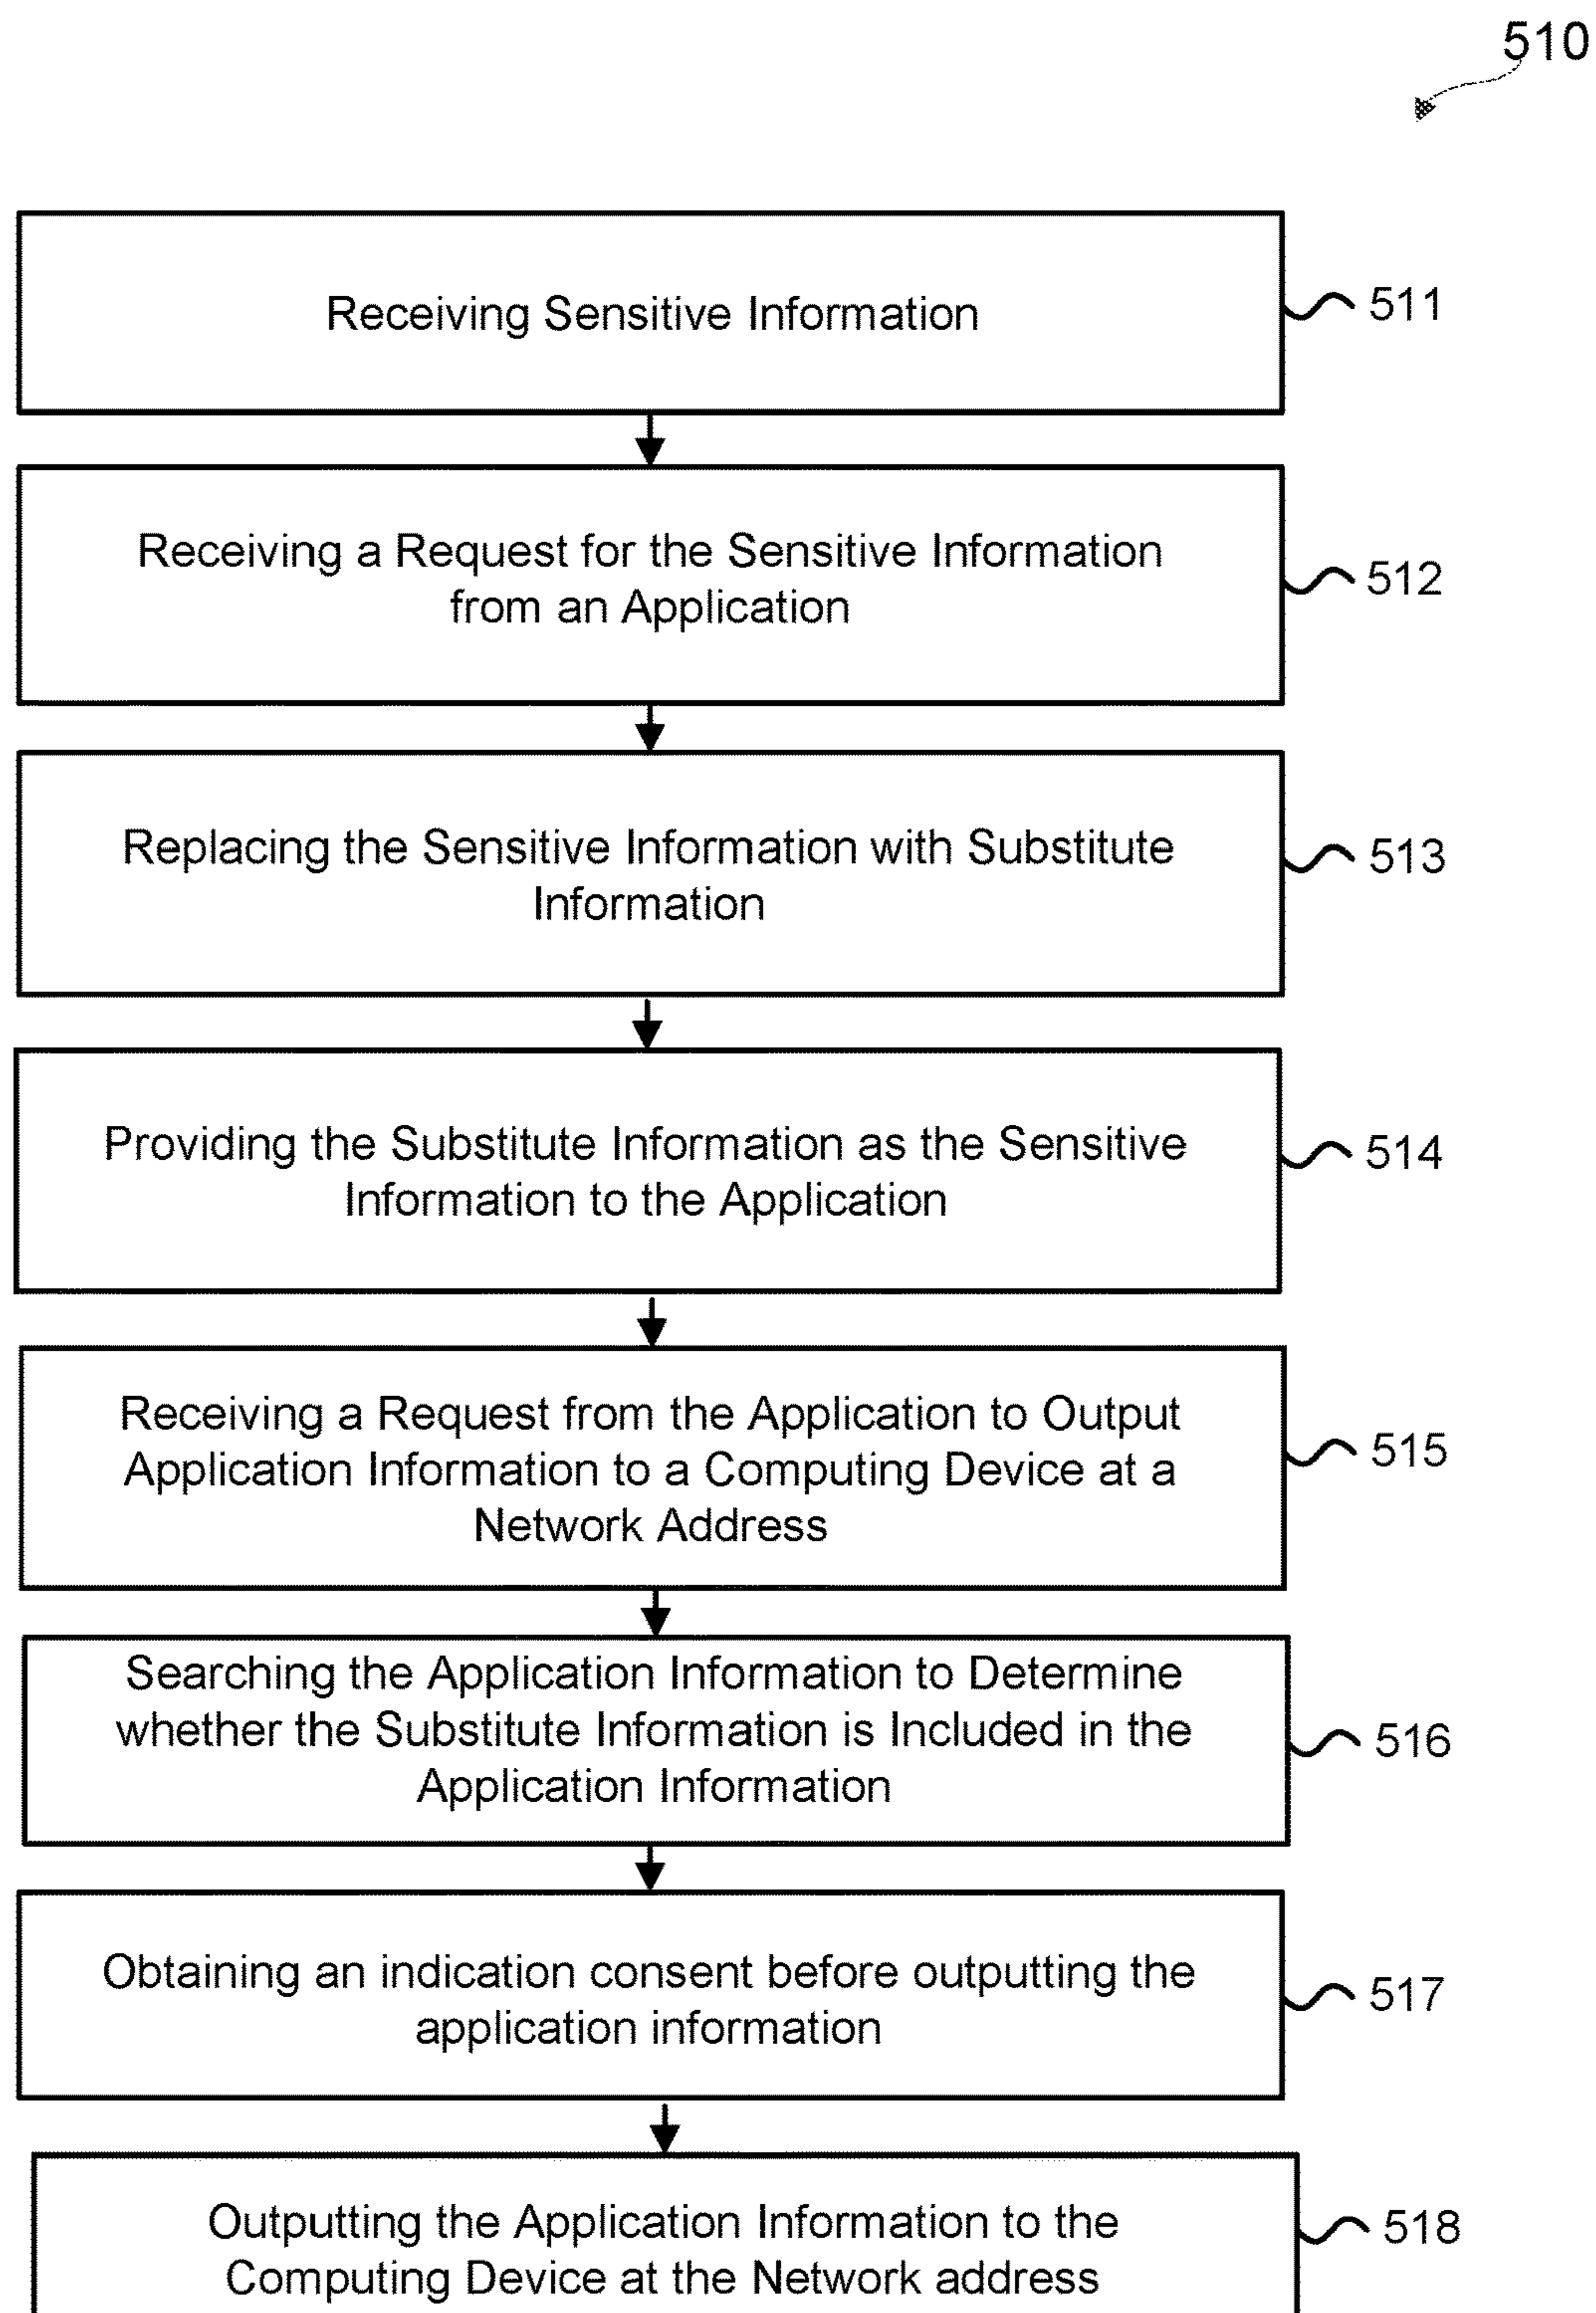 510
Receiving Sensitive Information
511
Receiving a Request for the Sensitive Information
from an Application
512
Replacing the Sensitive Information with Substitute
Information
513
Providing the Substitute Information as the Sensitive
Information to the Application
514
Receiving a Request from the Application to Output
Application Information to a Computing Device at a
Network Address
515
Searching the Application Information to Determine
whether the Substitute Information is Included in the
Application Information
516
Obtaining an indication consent before outputting the
application information
517
Outputting the Application Information to the
Computing Device at the Network address
518